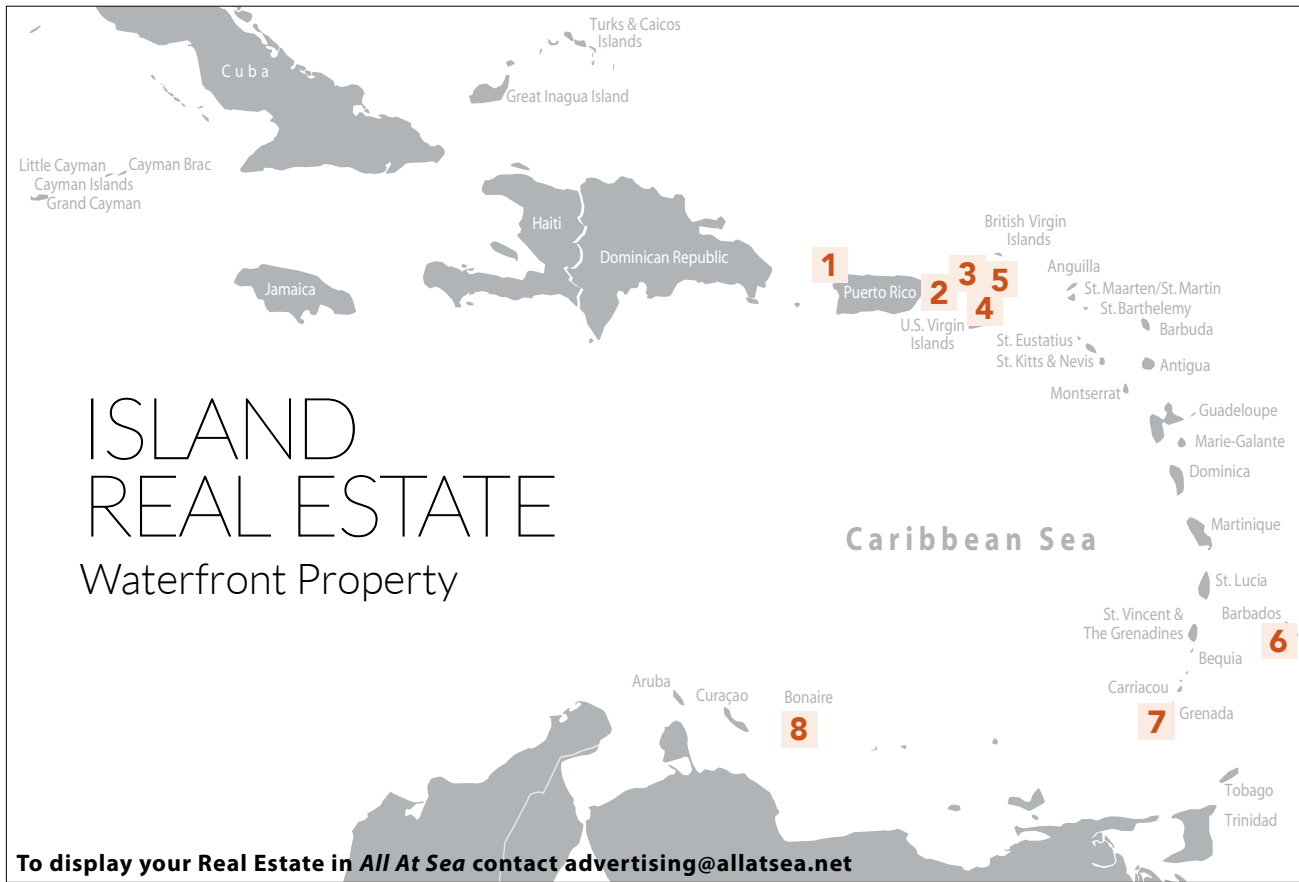 Turks & Caicos
Islands
Cuba
Great Inagua Island
Little Cayman
Cayman Brac
Cayman Islands
Grand Cayman
Haiti
Dominican Republic
Jamaica
1
Puerto Rico
2
3
5
4
British Virgin
Islands
U.S. Virgin
Islands
Anguilla
St. Maarten/St. Martin
St. Barthelemy
Barbuda
St. Eustatius
St. Kitts & Nevis
Antigua
Montserrat
Guadeloupe
Marie-Galante
Dominica
ISLAND
REAL ESTATE
Waterfront Property
Caribbean Sea
Martinique
St. Lucia
St. Vincent &
The Grenadines
Barbados
6
Bequia
Carriacou
7
Grenada
Aruba
Curaçao
Bonaire
8
Tobago
Trinidad
To display your Real Estate in All At Sea contact advertising@allatsea.net